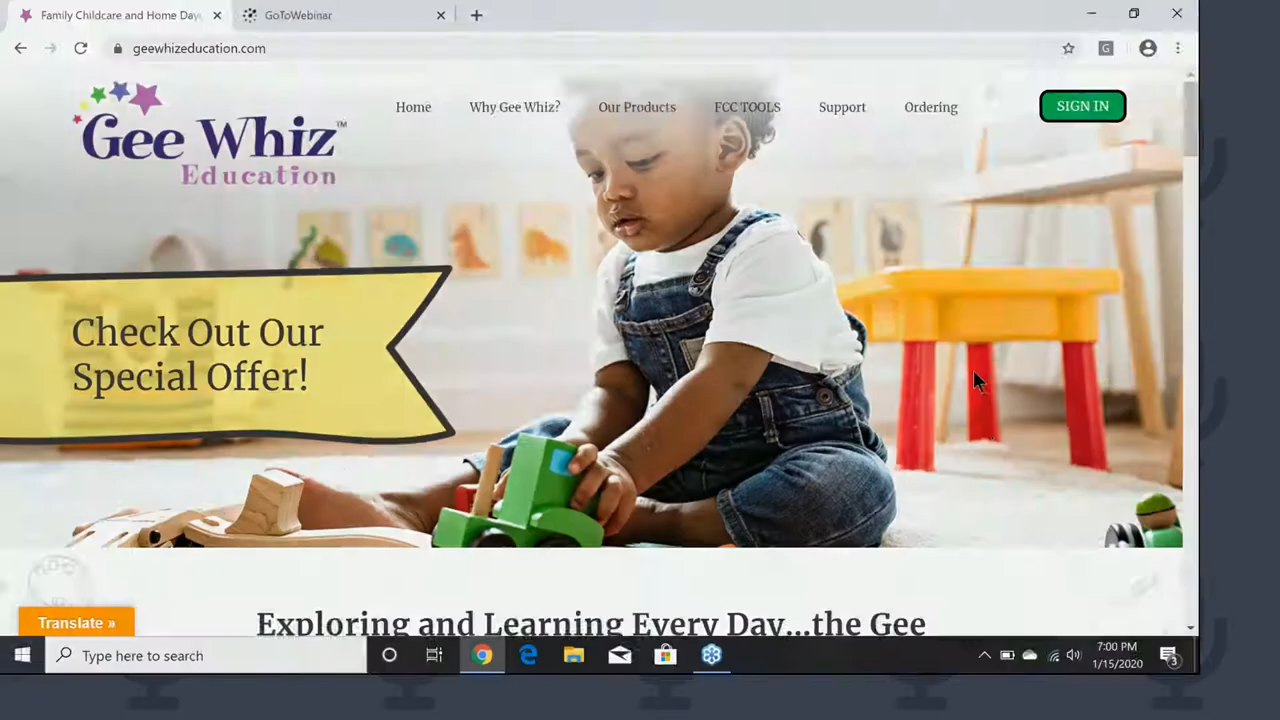 Family Childcare and Home Day
GoToWebinar
geewhizeducation.com
Gee Whiz™
Education
Home
Why Gee Whiz?
Our Products
FCC TOOLS
Support
Ordering
SIGN IN
Check Out Our
Special Offer!
Exploring and Learning Every Day...the Gee
Translate »
Type here to search
7:00 PM
1/15/2020
3